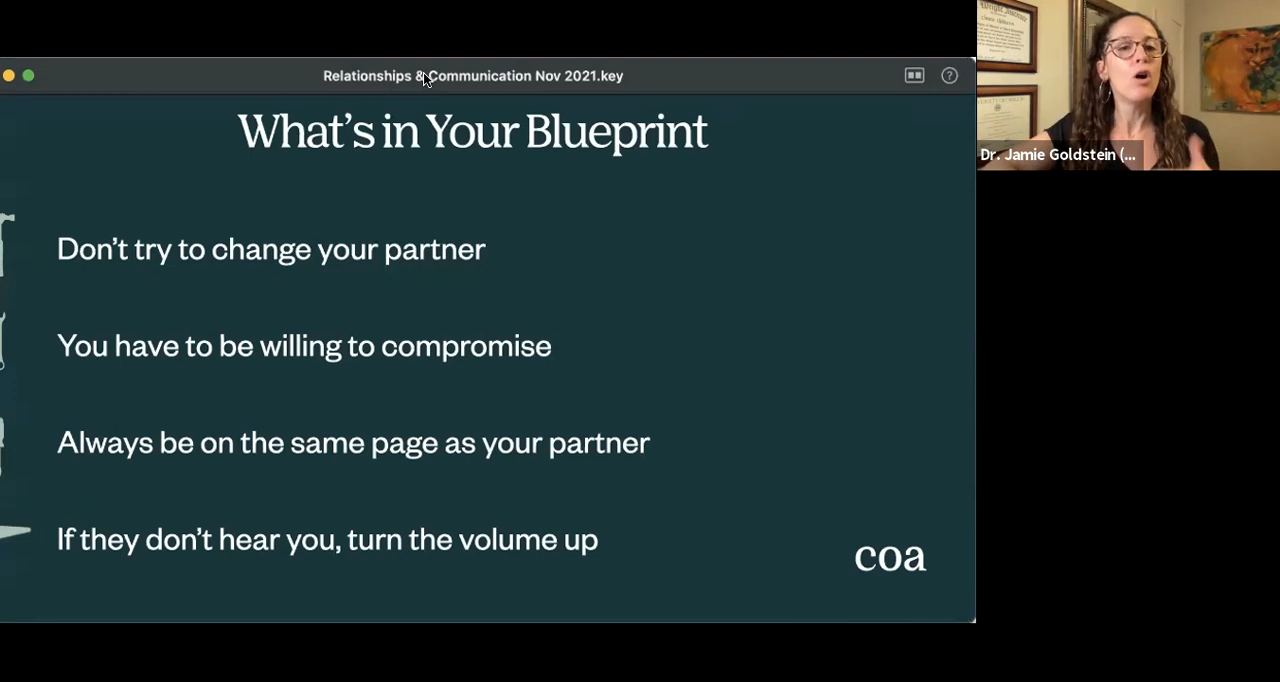 Relationships & Communication Nov 2021.key
What's in Your Blueprint
Don't try to change your partner
You have to be willing to compromise
Always be on the same page as your partner
If they don't hear you, turn the volume up
coa
Dr. Jamie Goldstein (...